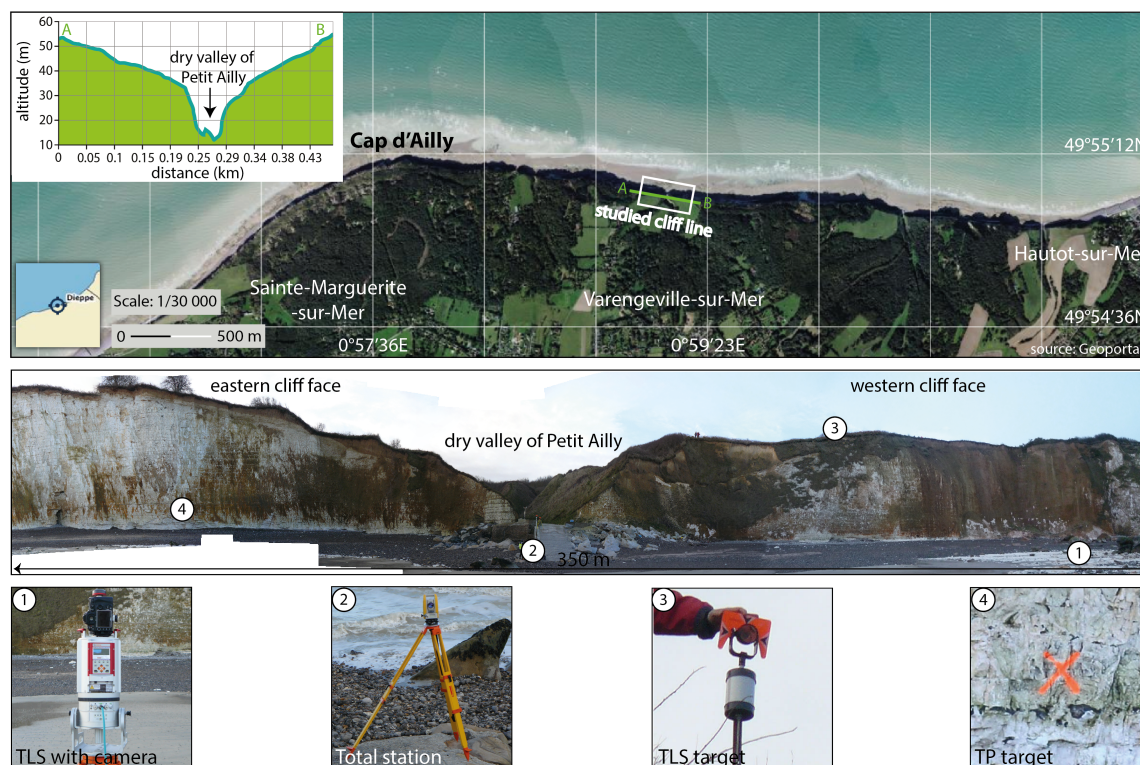 A
B
60
50
40
30
20
10
altitude (m)
dry valley of
Petit Ailly
0 0.05 0.1 0.15 0.19 0.25 0.29 0.34 0.38 0.43
distance (km)
Cap d'Ailly
49°55'12N
A
B
studied cliff line
Hautot-sur-Me
Dieppe
Scale: 1/30 000
0 500 m
Sainte-Marguerite
-sur-Mer
Varengeville-sur-Mer
49°54'36N
0°57'36E
0°59'23E
source: Geoportai
eastern cliff face
western cliff face
dry valley of Petit Ailly
3
4
2
1
350 m
1
TLS with camera
2
Total station
3
TLS target
4
TP target